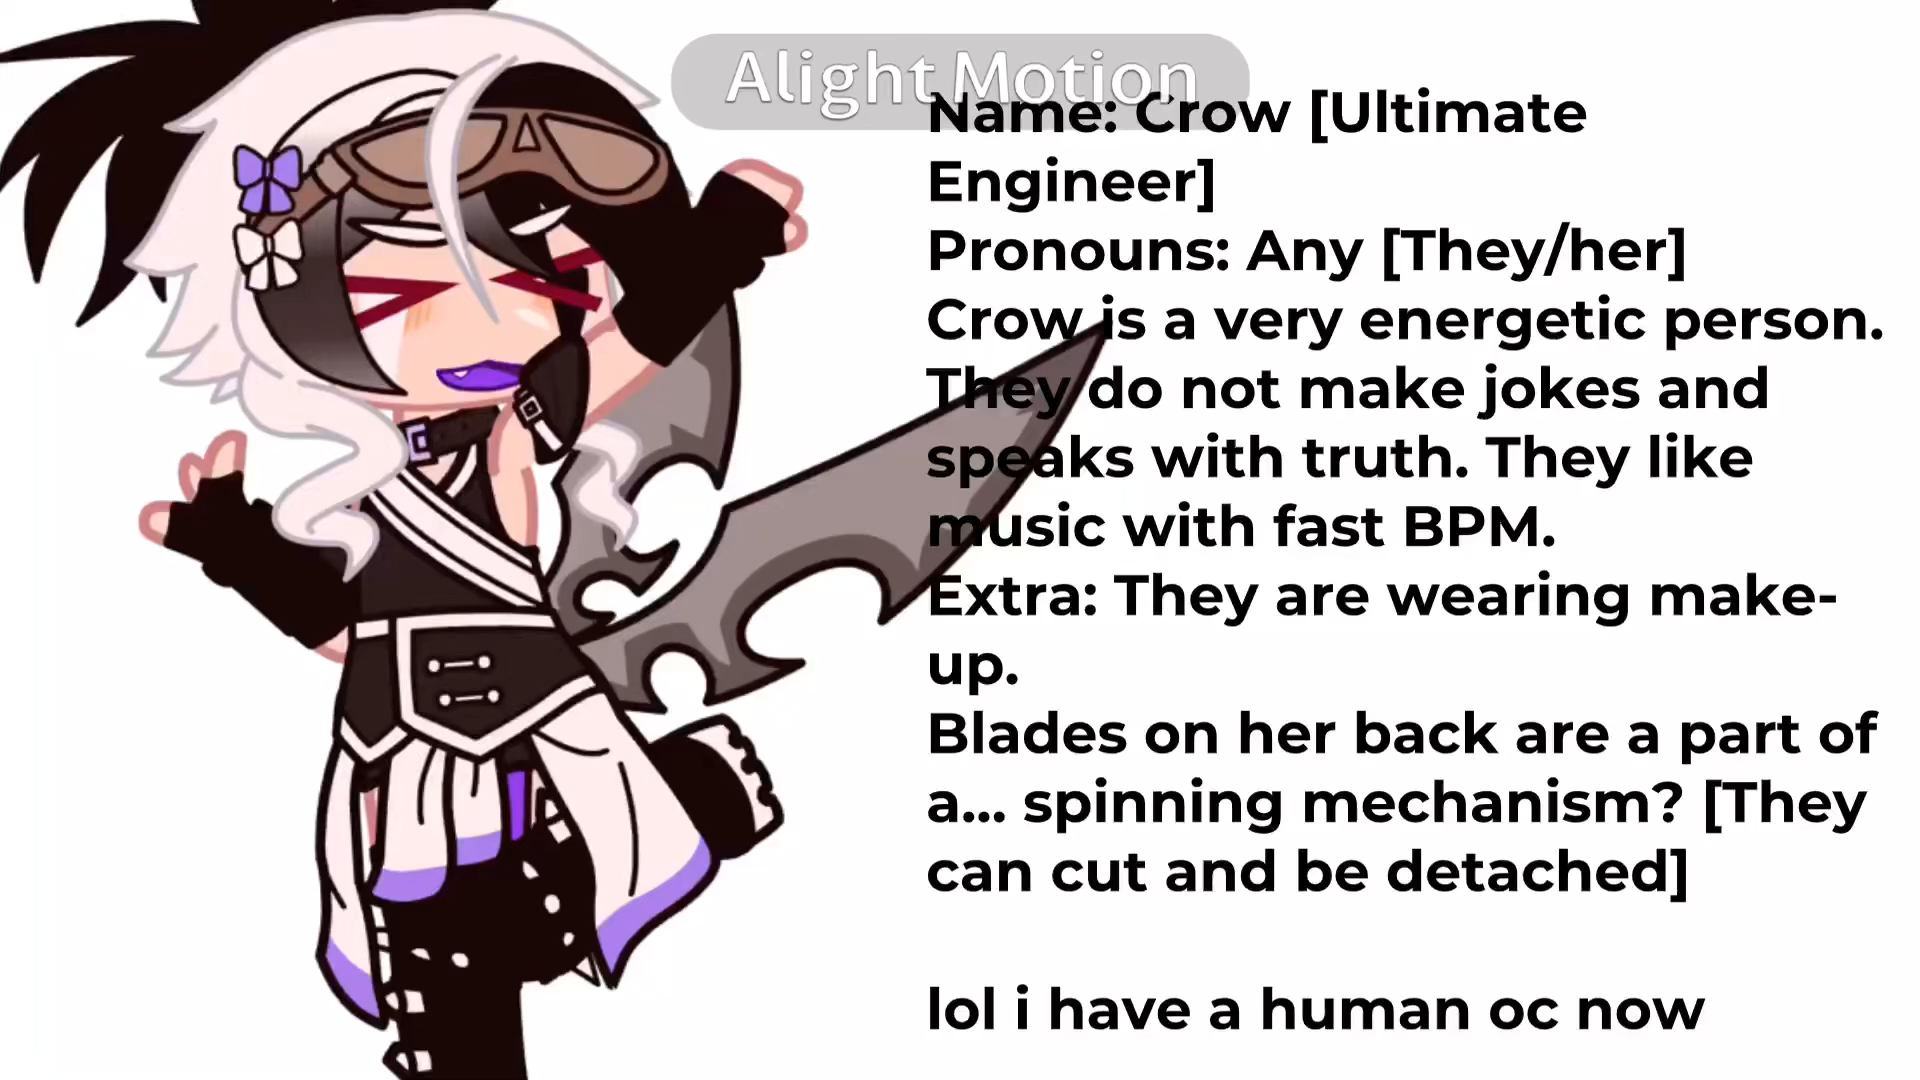 Alight Motion
Name: Crow [Ultimate
Engineer]
Pronouns: Any [They/her]
Crow is a very energetic person.
They do not make jokes and
speaks with truth. They like
music with fast BPM.
Extra: They are wearing make-
up.
Blades on her back are a part of
a... spinning mechanism? [They
can cut and be detached]
lol i have a human oc now